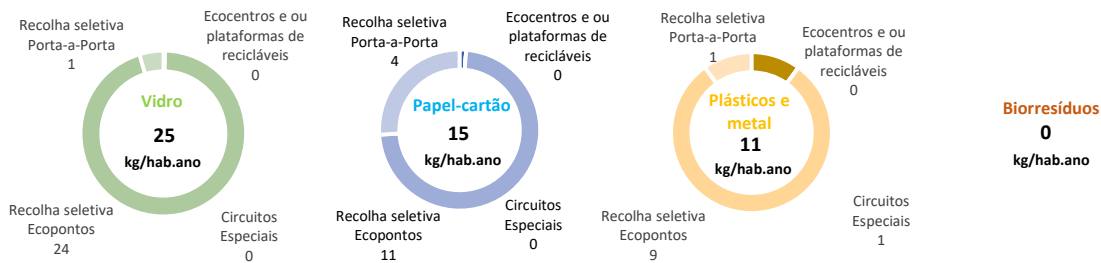 Recolha seletiva
Porta-a-Porta
1
Ecocentros e ou
plataformas de
recicláveis
0
Vidro
25
kg/hab.ano
Recolha seletiva
Ecopontos
24
Circuitos
Especiais
0
Recolha seletiva
Porta-a-Porta
4
Ecocentros e ou
plataformas de
recicláveis
0
Papel-cartão
15
kg/hab.ano
Recolha seletiva
Ecopontos
11
Circuitos
Especiais
0
Recolha seletiva
Porta-a-Porta
1
Ecocentros e ou
plataformas de
recicláveis
0
Plásticos e
metal
11
kg/hab.ano
Recolha seletiva
Ecopontos
9
Circuitos
Especiais
1
Biorresíduos
0
kg/hab.ano